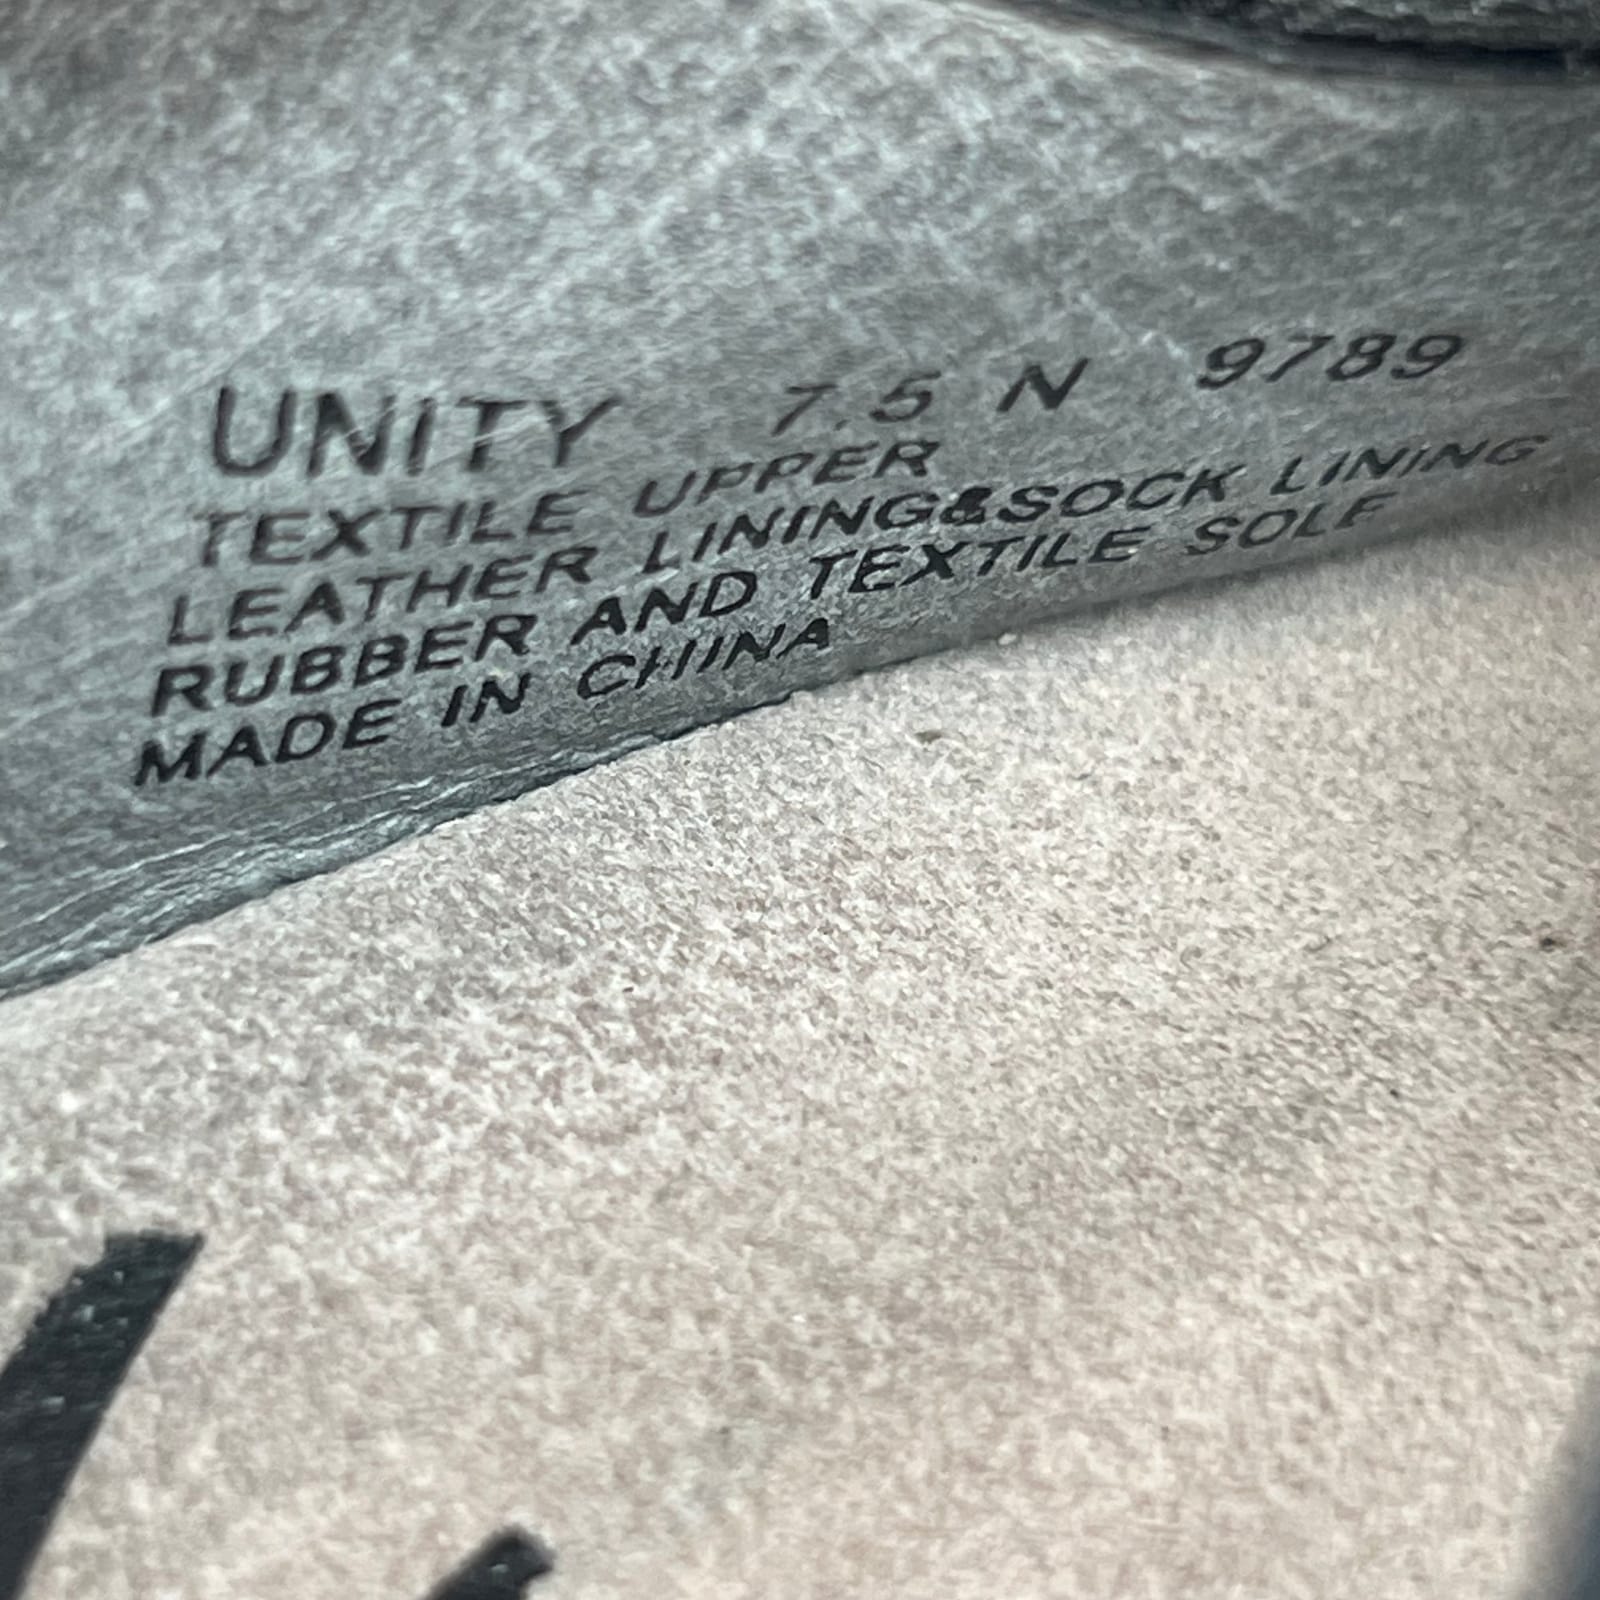 UNITY 7.5 N 9789
TEXTILE UPPER
LEATHER LINING&SOCK LINING
RUBBER AND TEXTILE SOLE
MADE IN CHINA